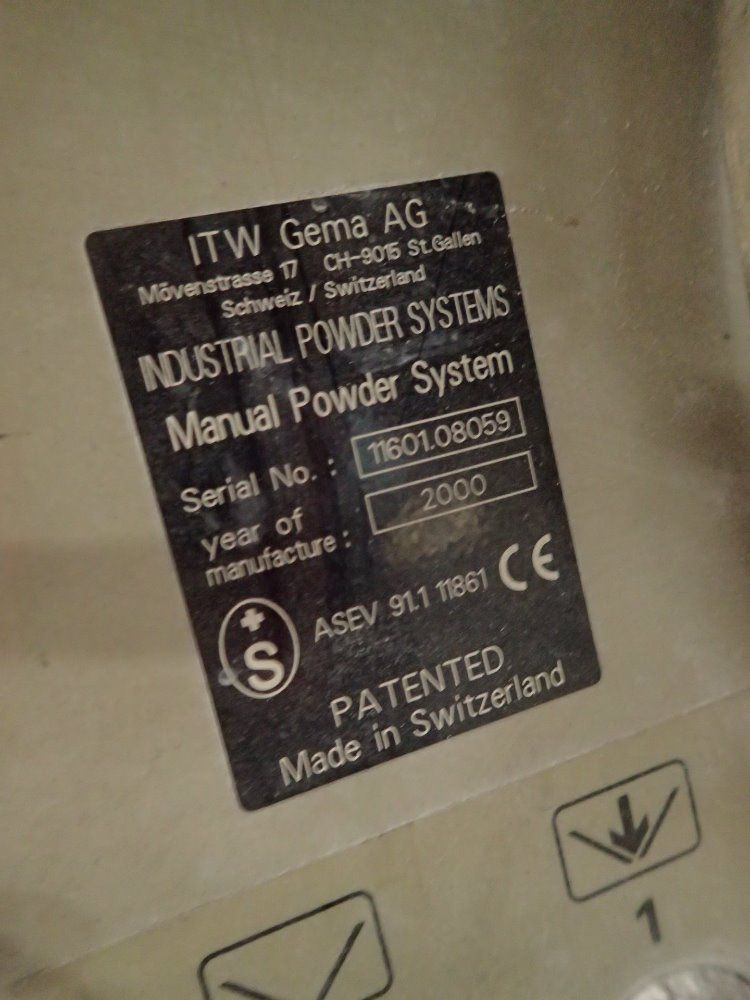 ITW Gema AG
Mövenstrasse 17 CH-9015 St.Gallen
Schweiz / Switzerland
INDUSTRIAL POWDER SYSTEMS
Manual Powder System
Serial No. : 11601.08059
year of
manufacture : 2000
+S ASEV 91.1 11861 CE
PATENTED
Made in Switzerland
1